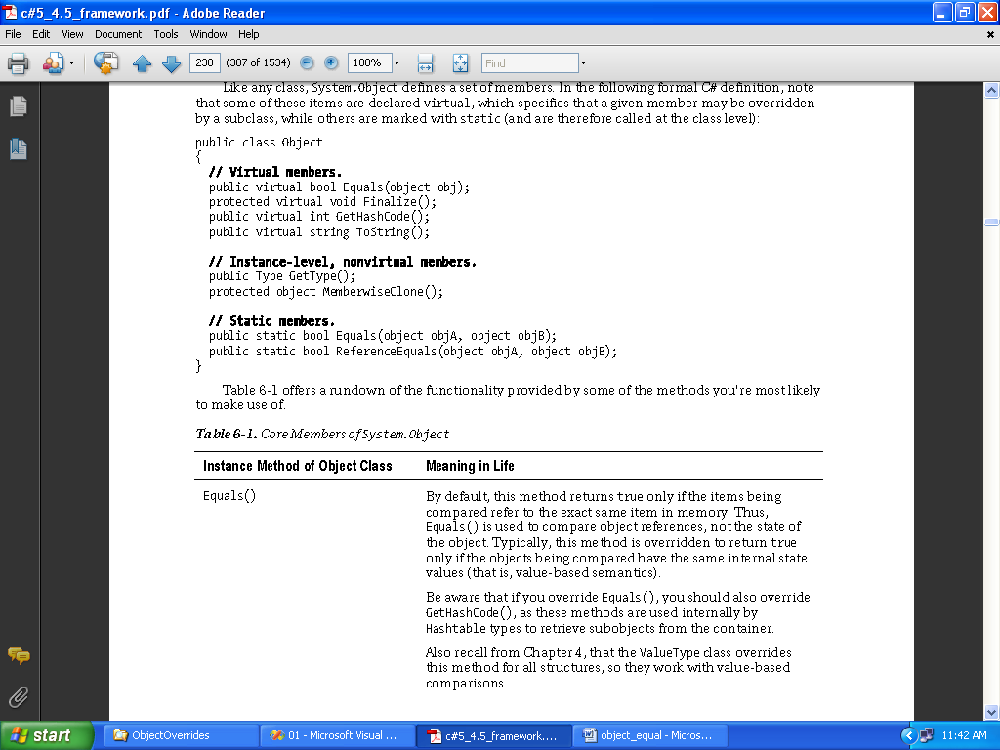 c#5_4.5_framework.pdf - Adobe Reader
File Edit View Document Tools Window Help
238 (307 of 1534) 100% Find
Like any class, System.Object defines a set of members. In the following formal C# definition, note
that some of these items are declared virtual, which specifies that a given member may be overridden
by a subclass, while others are marked with static (and are therefore called at the class level):
public class Object
{
// Virtual members.
public virtual bool Equals(object obj);
protected virtual void Finalize();
public virtual int GetHashCode();
public virtual string ToString();
// Instance-level, nonvirtual members.
public Type GetType();
protected object MemberwiseClone();
// Static members.
public static bool Equals(object objA, object objB);
public static bool ReferenceEquals(object objA, object objB);
}
Table 6-1 offers a rundown of the functionality provided by some of the methods you're most likely
to make use of.
Table 6-1. Core Members of System.Object
Instance Method of Object Class Meaning in Life
Equals() By default, this method returns true only if the items being
compared refer to the exact same item in memory. Thus,
Equals() is used to compare object references, not the state of
the object. Typically, this method is overridden to return true
only if the objects being compared have the same internal state
values (that is, value-based semantics).
Be aware that if you override Equals(), you should also override
GetHashCode(), as these methods are used internally by
Hashtable types to retrieve subobjects from the container.
Also recall from Chapter 4, that the ValueType class overrides
this method for all structures, so they work with value-based
comparisons.
start ObjectOverrides 01 - Microsoft Visual ... c#5_4.5_framework.... object_equal - Micros... 11:42 AM